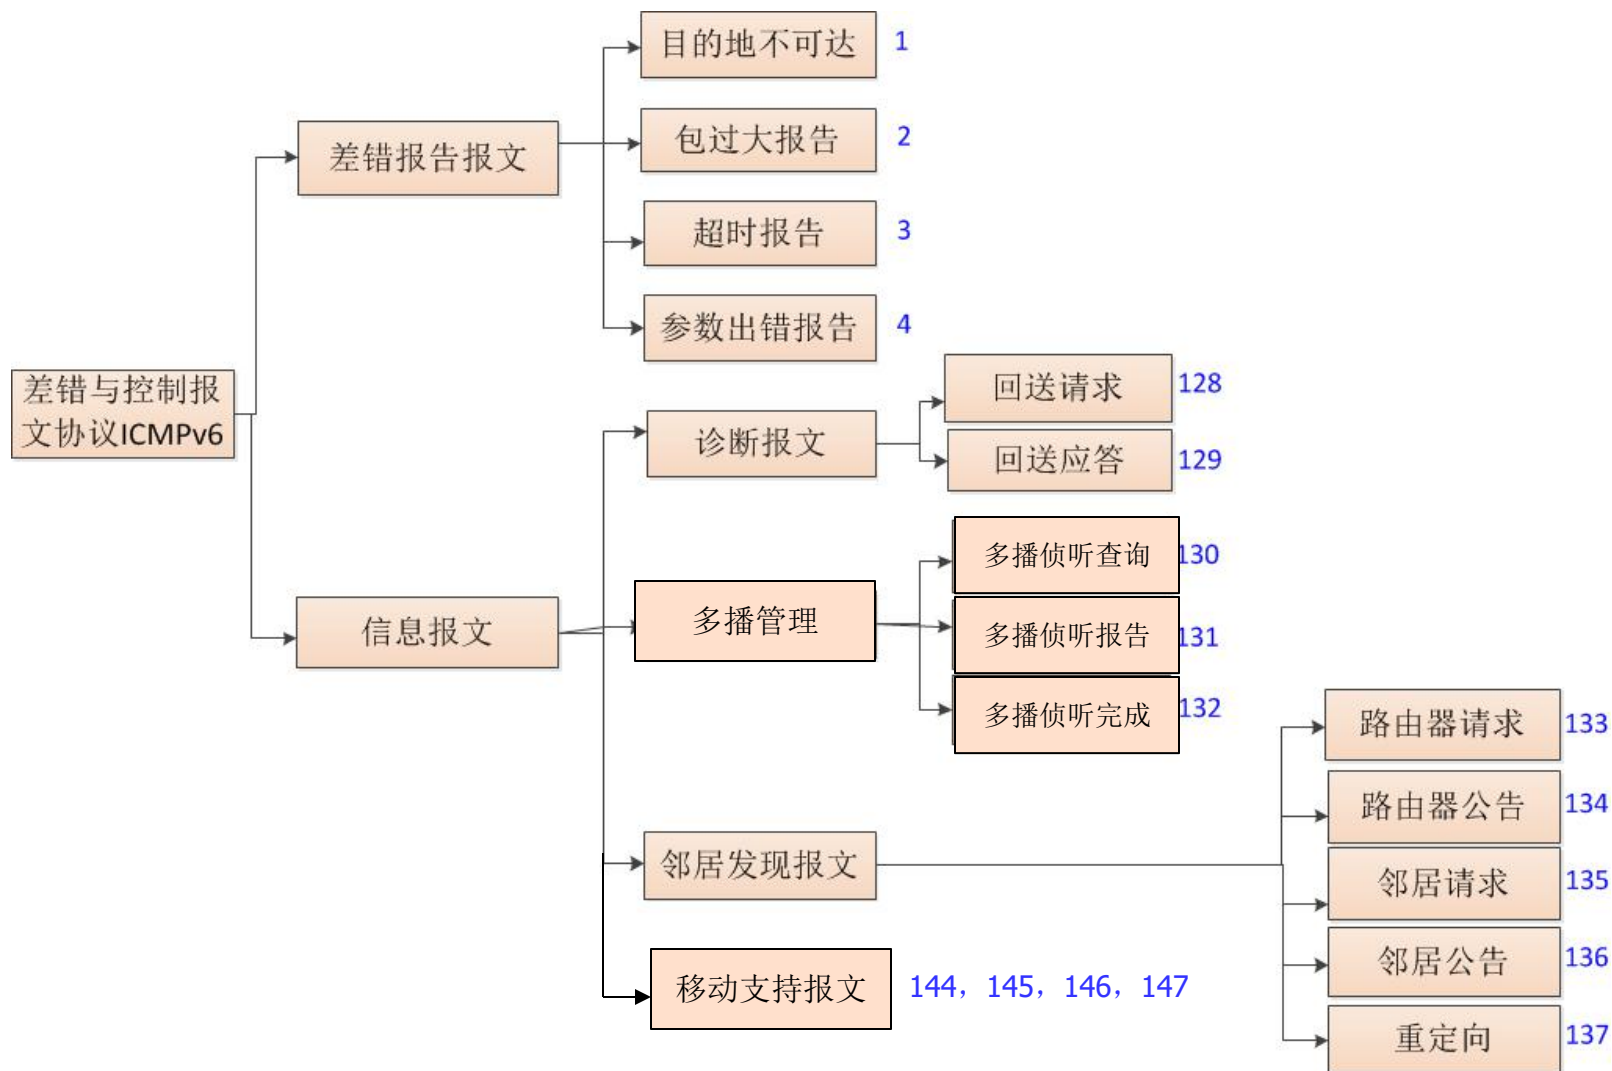 目的地不可达 1
包过大报告 2
差错报告报文
超时报告 3
参数出错报告 4
差错与控制报
文协议ICMPv6
回送请求 128
诊断报文
回送应答 129
多播侦听查询 130
多播管理
多播侦听报告 131
信息报文
多播侦听完成 132
路由器请求 133
路由器公告 134
邻居发现报文
邻居请求 135
邻居公告 136
移动支持报文 144，145，146，147
重定向 137